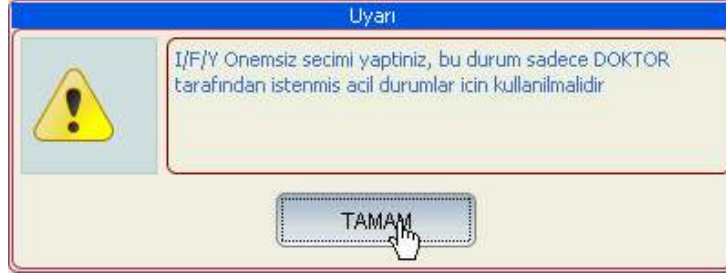 Uyarı
I/F/Y Onemsiz secimi yaptiniz, bu durum sadece DOKTOR
tarafından istenmis acil durumlar icin kullanilmalidir
TAMAM